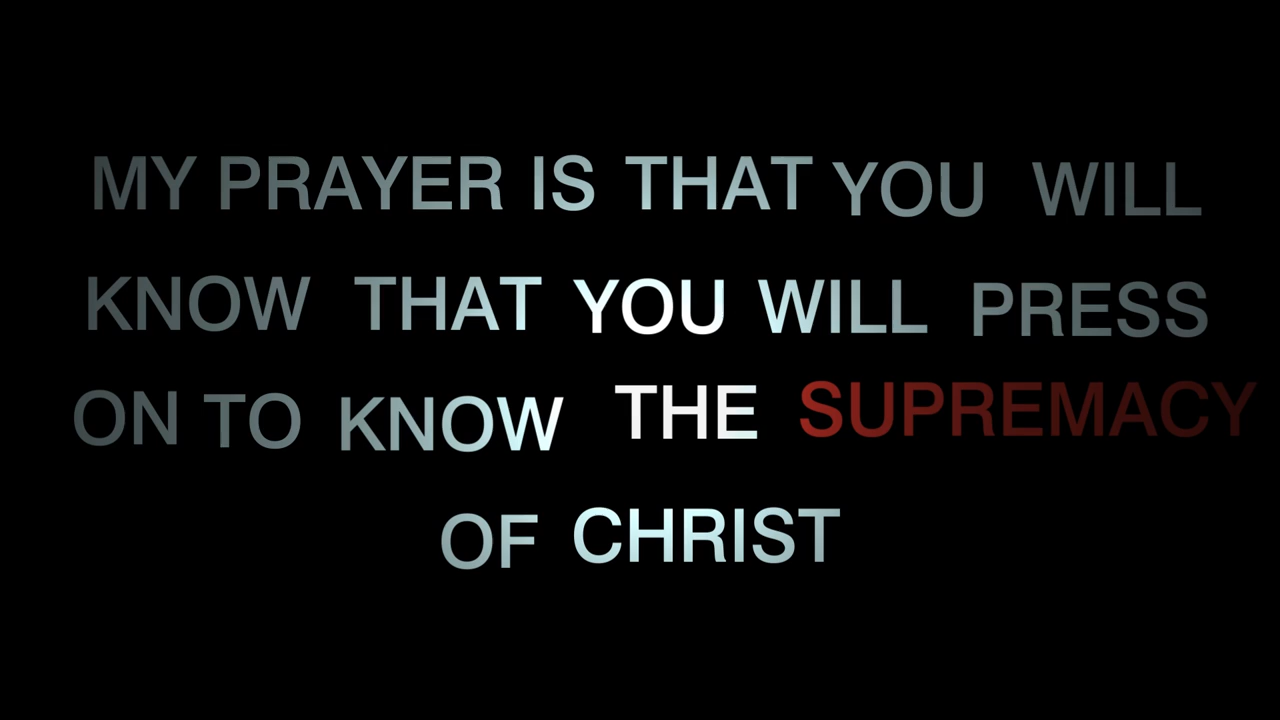 MY PRAYER IS THAT YOU WILL
KNOW THAT YOU WILL PRESS
ON TO KNOW THE SUPREMACY
OF CHRIST